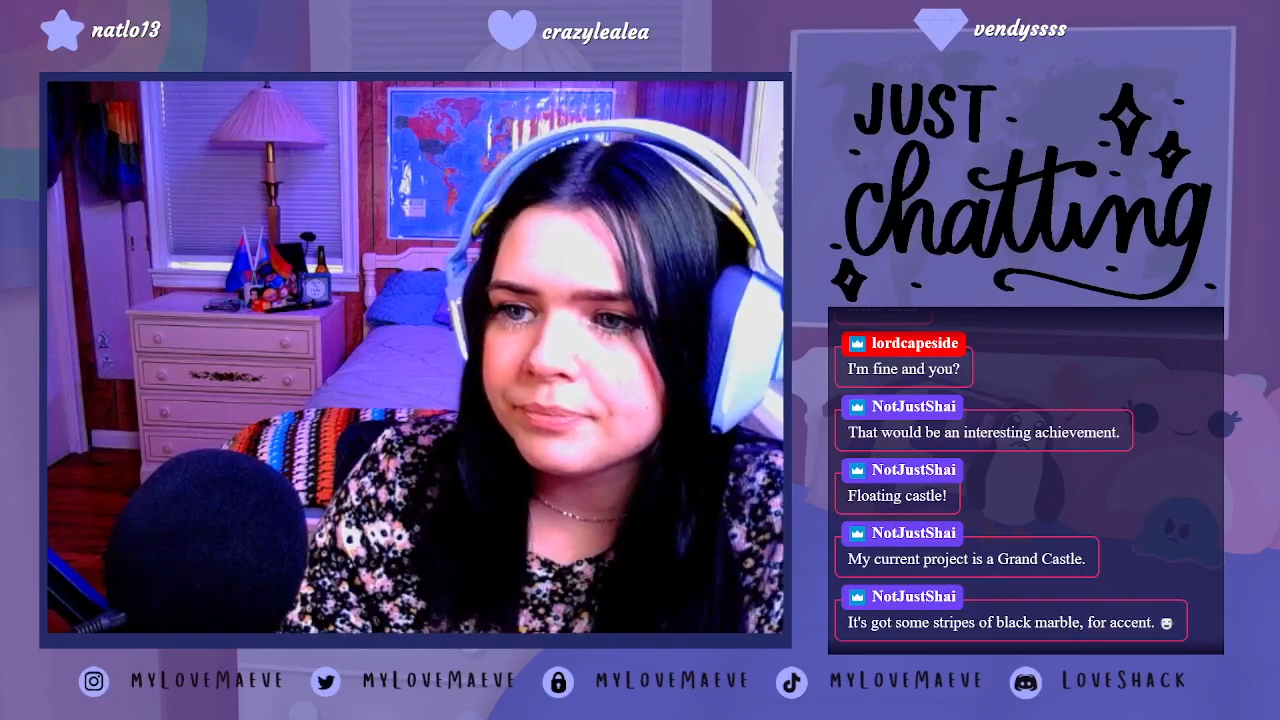 natlo13
crazylealea
vendyssss
JUST
chatting
lordcapeside
I'm fine and you?
NotJustShai
That would be an interesting achievement.
NotJustShai
Floating castle!
NotJustShai
My current project is a Grand Castle.
NotJustShai
It's got some stripes of black marble, for accent.
MYLOVEMAEVE
MYLOVEMAEVE
MYLOVEMAEVE
MYLOVEMAEVE
LOVESHACK